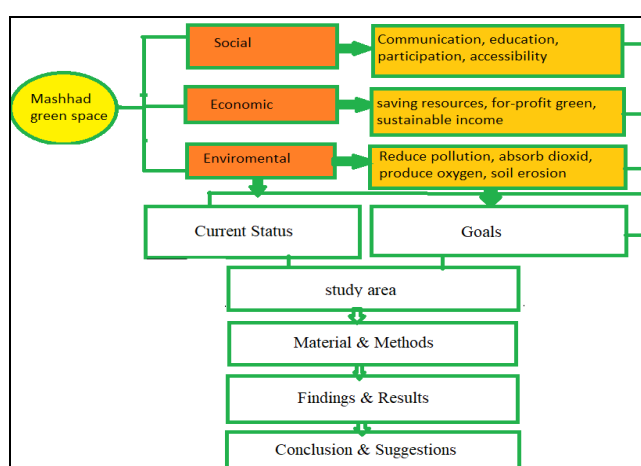 Mashhad
green space
Social
Communication, education,
participation, accessibility
Economic
saving resources, for-profit green,
sustainable income
Enviromental
Reduce pollution, absorb dioxid,
produce oxygen, soil erosion
Current Status
Goals
study area
Material & Methods
Findings & Results
Conclusion & Suggestions